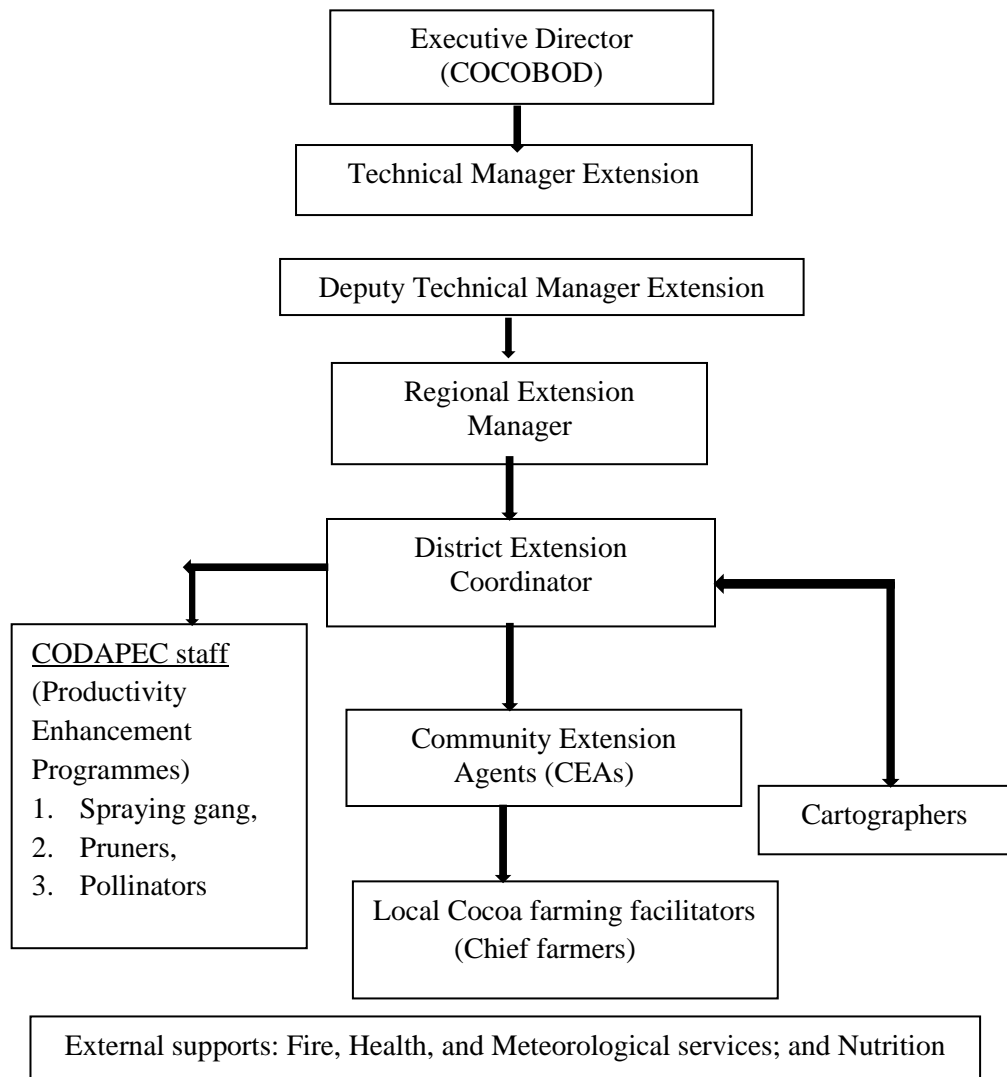 Executive Director
(COCOBOD)
Technical Manager Extension
Deputy Technical Manager Extension
Regional Extension
Manager
District Extension
Coordinator
CODAPEC staff
(Productivity
Enhancement
Programmes)
1. Spraying gang,
2. Pruners,
3. Pollinators
Community Extension
Agents (CEAs)
Cartographers
Local Cocoa farming facilitators
(Chief farmers)
External supports: Fire, Health, and Meteorological services; and Nutrition